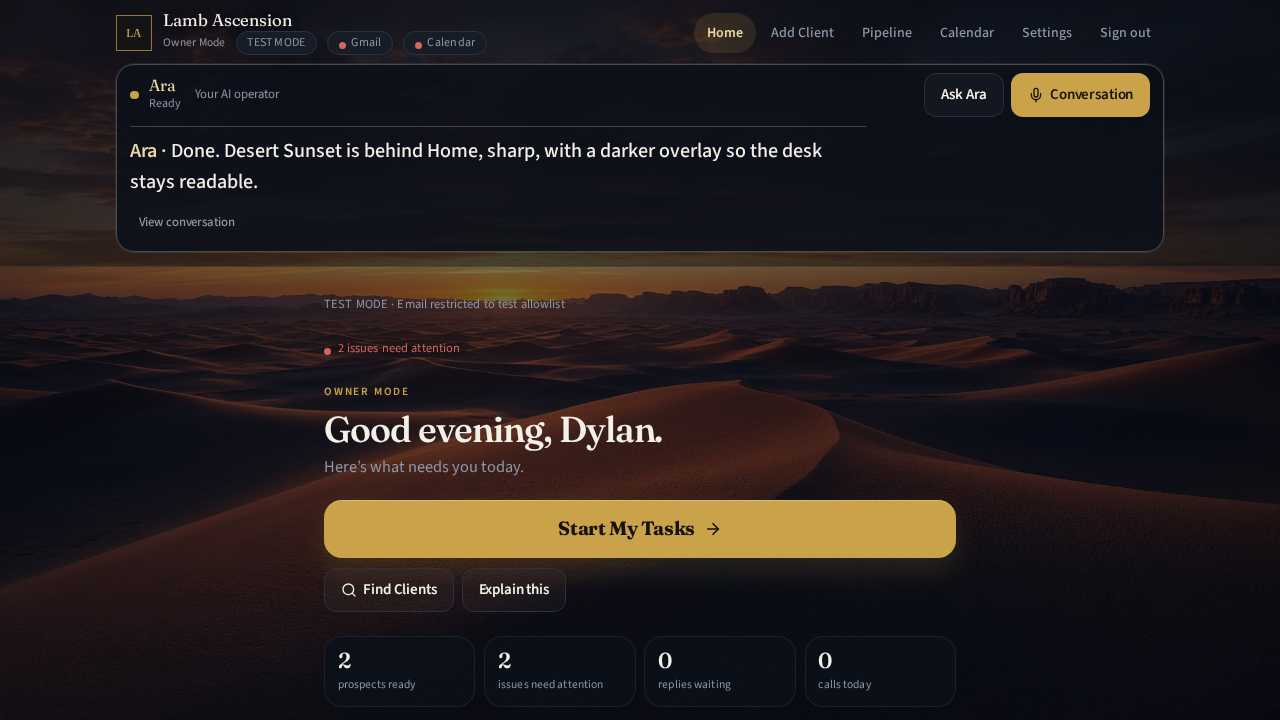 LA
Lamb Ascension
Owner Mode
TEST MODE
Gmail
Calendar
Home
Add Client
Pipeline
Calendar
Settings
Sign out
Ara
Ready
Your AI operator
Ask Ara
Conversation
Ara · Done. Desert Sunset is behind Home, sharp, with a darker overlay so the desk
stays readable.
View conversation
TEST MODE · Email restricted to test allowlist
2 issues need attention
OWNER MODE
Good evening, Dylan.
Here’s what needs you today.
Start My Tasks
Find Clients
Explain this
2
prospects ready
2
issues need attention
0
replies waiting
0
calls today